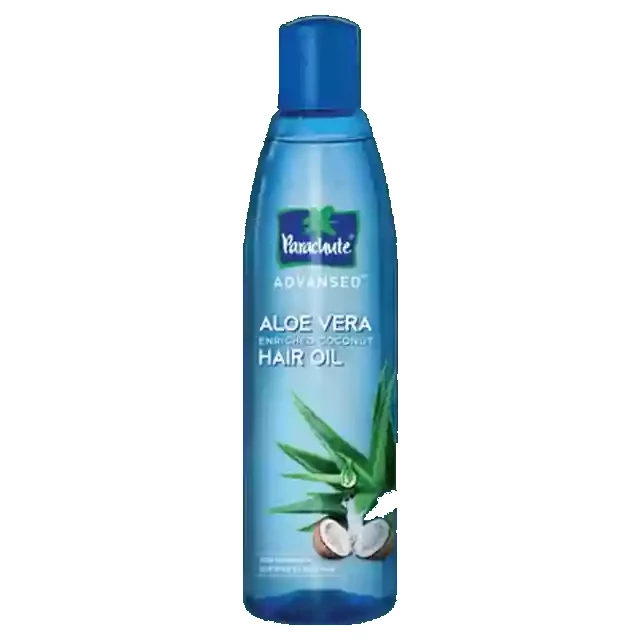 Parachute®
ADVANSED™
ALOE VERA
ENRICHED COCONUT
HAIR OIL